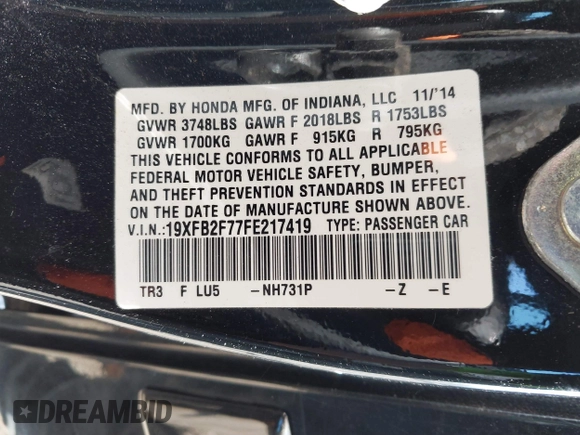 MFD. BY HONDA MFG. OF INDIANA, LLC 11/'14
GVWR 3748LBS GAWR F 2018LBS R 1753LBS
GVWR 1700KG GAWR F 915KG R 795KG
THIS VEHICLE CONFORMS TO ALL APPLICABLE
FEDERAL MOTOR VEHICLE SAFETY, BUMPER,
AND THEFT PREVENTION STANDARDS IN EFFECT
ON THE DATE OF MANUFACTURE SHOWN ABOVE.
V.I.N.:19XFB2F77FE217419 TYPE: PASSENGER CAR
TR3 F LU5 -NH731P -Z -E
DREAMBID